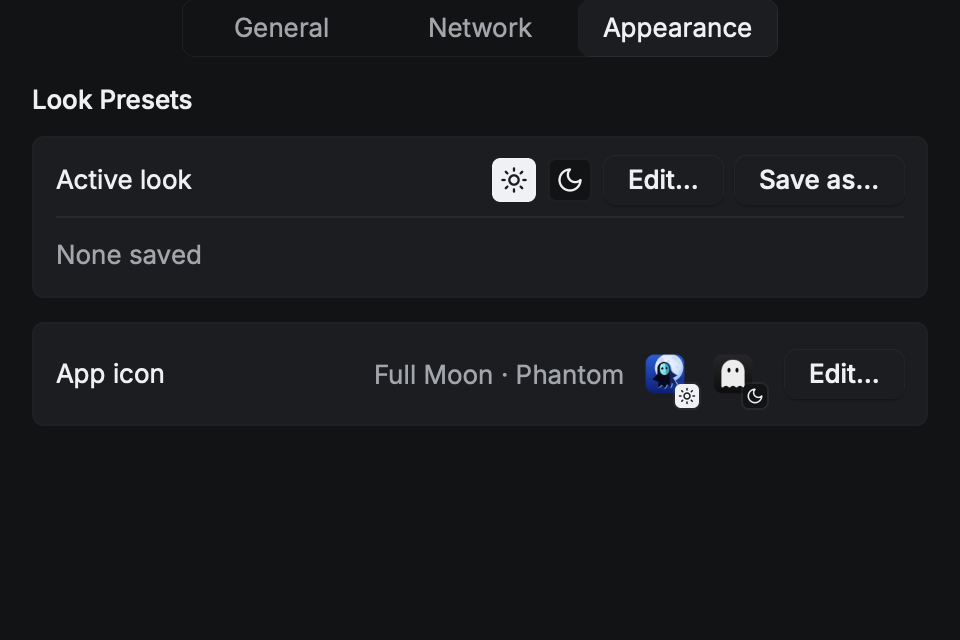 General Network Appearance
Look Presets
Active look Edit... Save as...
None saved
App icon Full Moon · Phantom Edit...